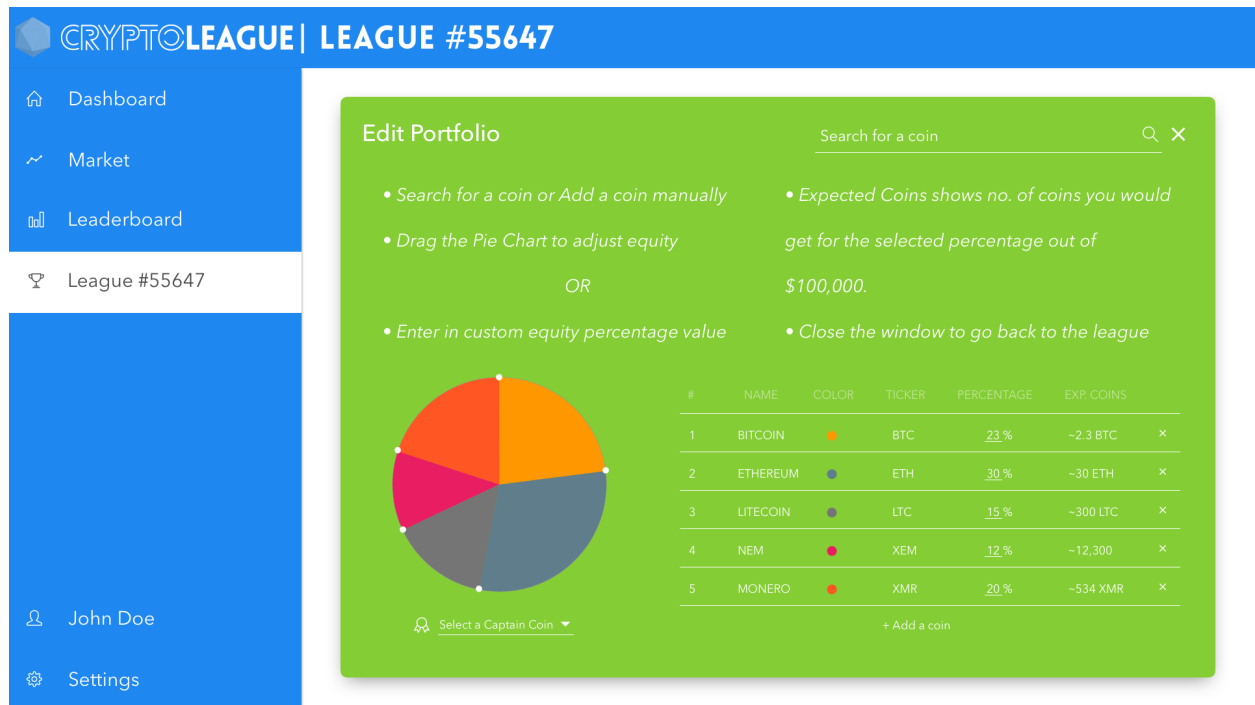 CRYPTOLEAGUE| LEAGUE #55647
Dashboard
Market
Leaderboard
League #55647
John Doe
Settings
Edit Portfolio
Search for a coin
• Search for a coin or Add a coin manually
• Drag the Pie Chart to adjust equity
OR
• Enter in custom equity percentage value
• Expected Coins shows no. of coins you would
get for the selected percentage out of
$100,000.
• Close the window to go back to the league
# NAME COLOR TICKER PERCENTAGE EXP. COINS
1 BITCOIN BTC 23 % ~2.3 BTC ×
2 ETHEREUM ETH 30 % ~30 ETH ×
3 LITECOIN LTC 15 % ~300 LTC ×
4 NEM XEM 12 % ~12,300 ×
5 MONERO XMR 20 % ~534 XMR ×
Select a Captain Coin
+ Add a coin